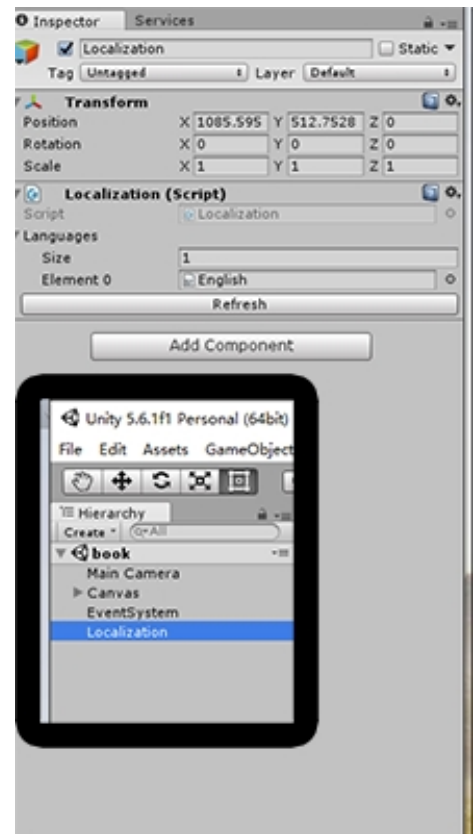 Inspector Services
Localization Static
Tag Untagged Layer Default
Transform
Position X 1085.595 Y 512.7528 Z 0
Rotation X 0 Y 0 Z 0
Scale X 1 Y 1 Z 1
Localization (Script)
Script Localization
Languages
Size 1
Element 0 English
Refresh
Add Component
Unity 5.6.1f1 Personal (64bit)
File Edit Assets GameObject
Hierarchy
Create All
book
Main Camera
Canvas
EventSystem
Localization